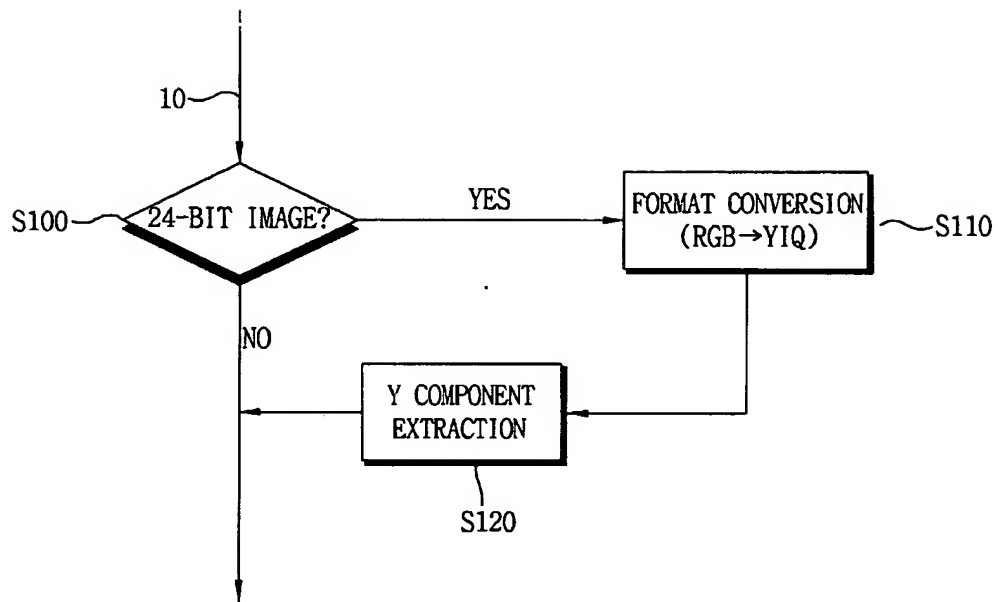 10
S100
24-BIT IMAGE?
YES
FORMAT CONVERSION
(RGB→YIQ)
S110
NO
Y COMPONENT
EXTRACTION
S120